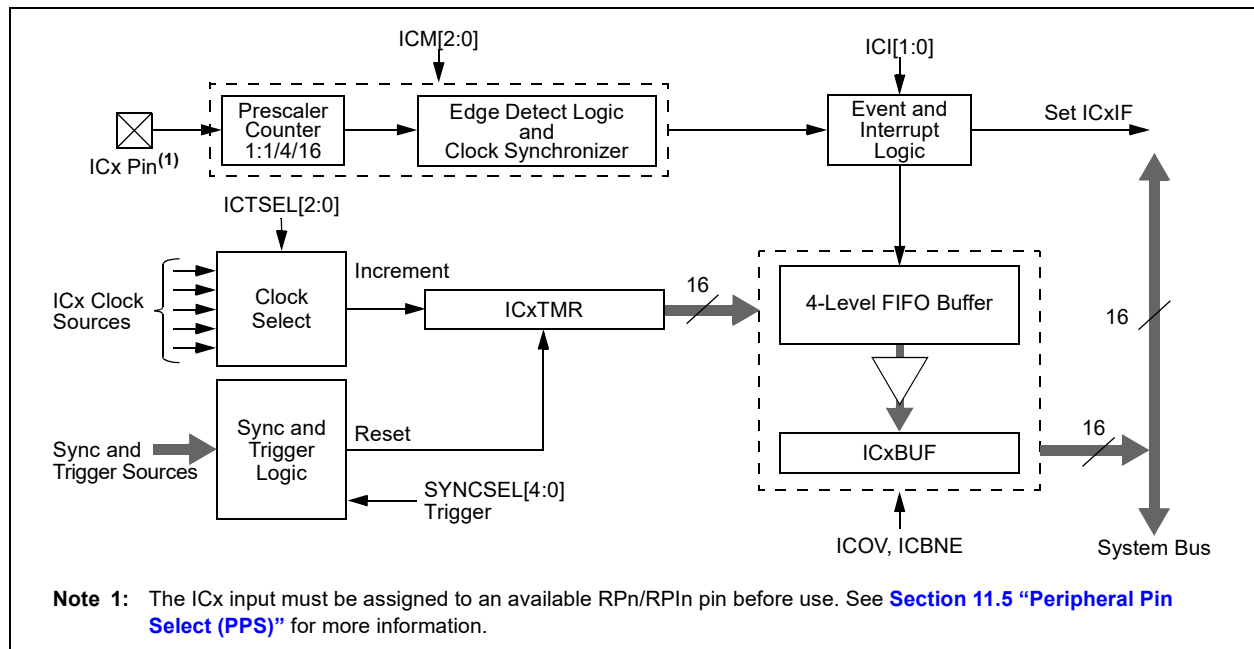 ICM[2:0]
ICI[1:0]
Prescaler
Counter
1:1/4/16
Edge Detect Logic
and
Clock Synchronizer
Event and
Interrupt
Logic
Set ICxIF
ICx Pin(1)
ICTSEL[2:0]
ICx Clock
Sources
Clock
Select
Increment
ICxTMR
16
4-Level FIFO Buffer
16
Sync and
Trigger Sources
Sync and
Trigger
Logic
Reset
ICxBUF
16
SYNCSEL[4:0]
Trigger
ICOV, ICBNE
System Bus
Note 1: The ICx input must be assigned to an available RPn/RPIn pin before use. See Section 11.5 “Peripheral Pin
Select (PPS)” for more information.